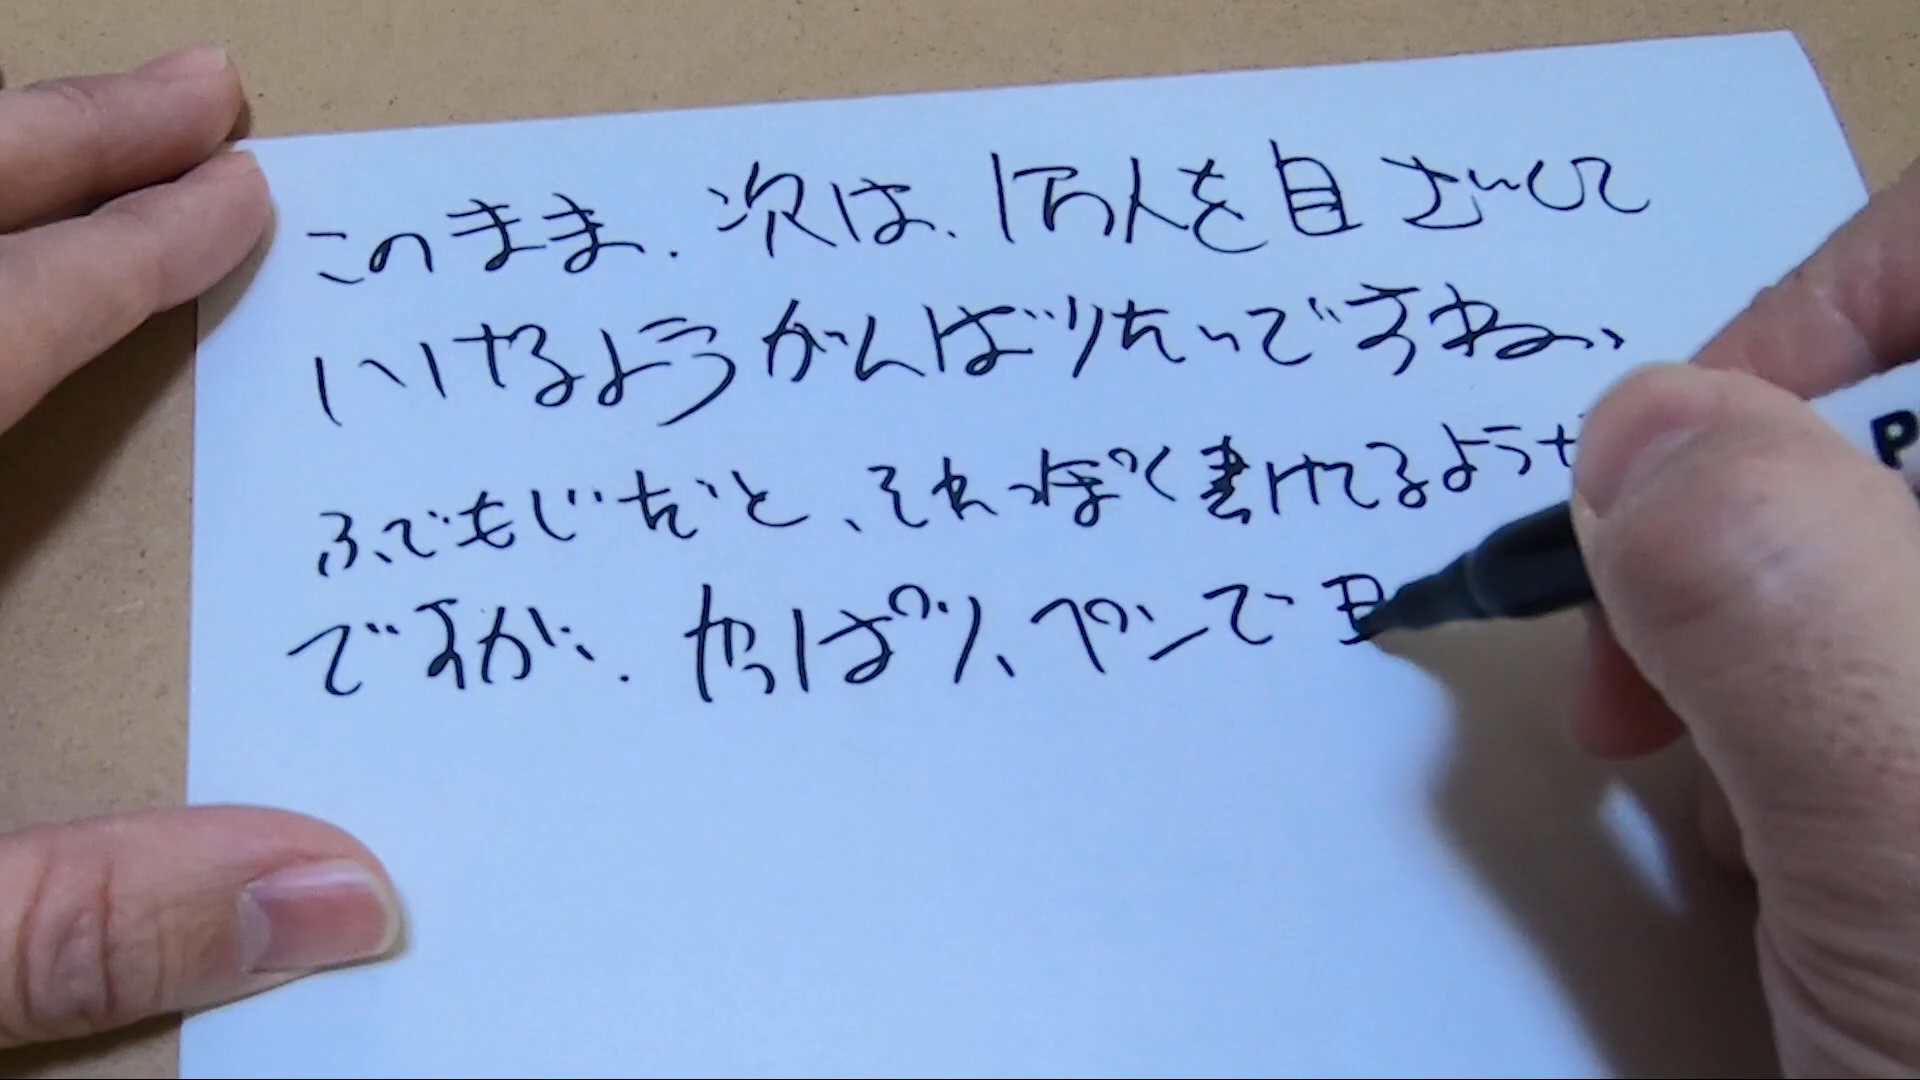 このまま、次は、1万人を目ざして
いけるようがんばりたいですね、
ふでもじだと、それっぽく書けてるよう
ですが、やっぱり、ペンで
P